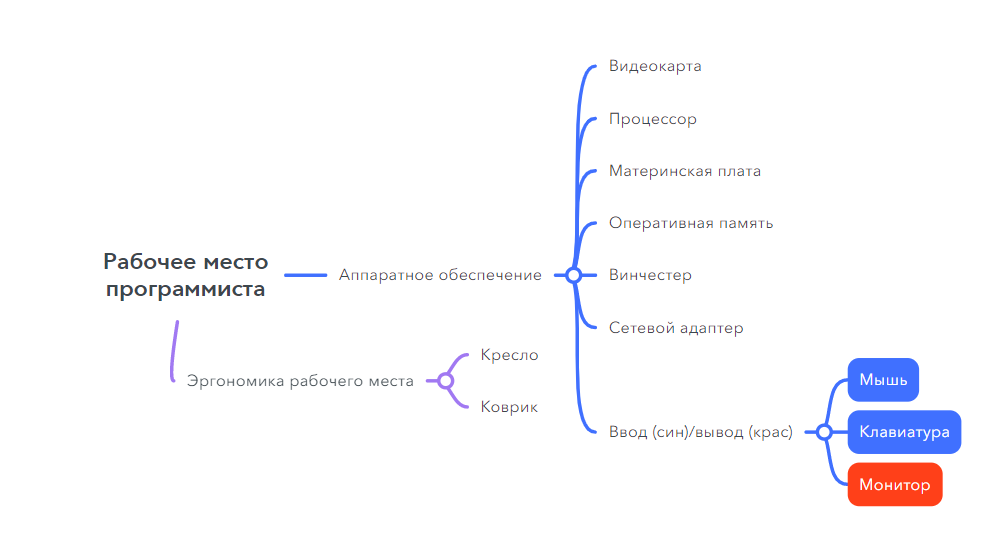 Рабочее место
программиста
Аппаратное обеспечение
Видеокарта
Процессор
Материнская плата
Оперативная память
Винчестер
Сетевой адаптер
Ввод (син)/вывод (крас)
Мышь
Клавиатура
Монитор
Эргономика рабочего места
Кресло
Коврик